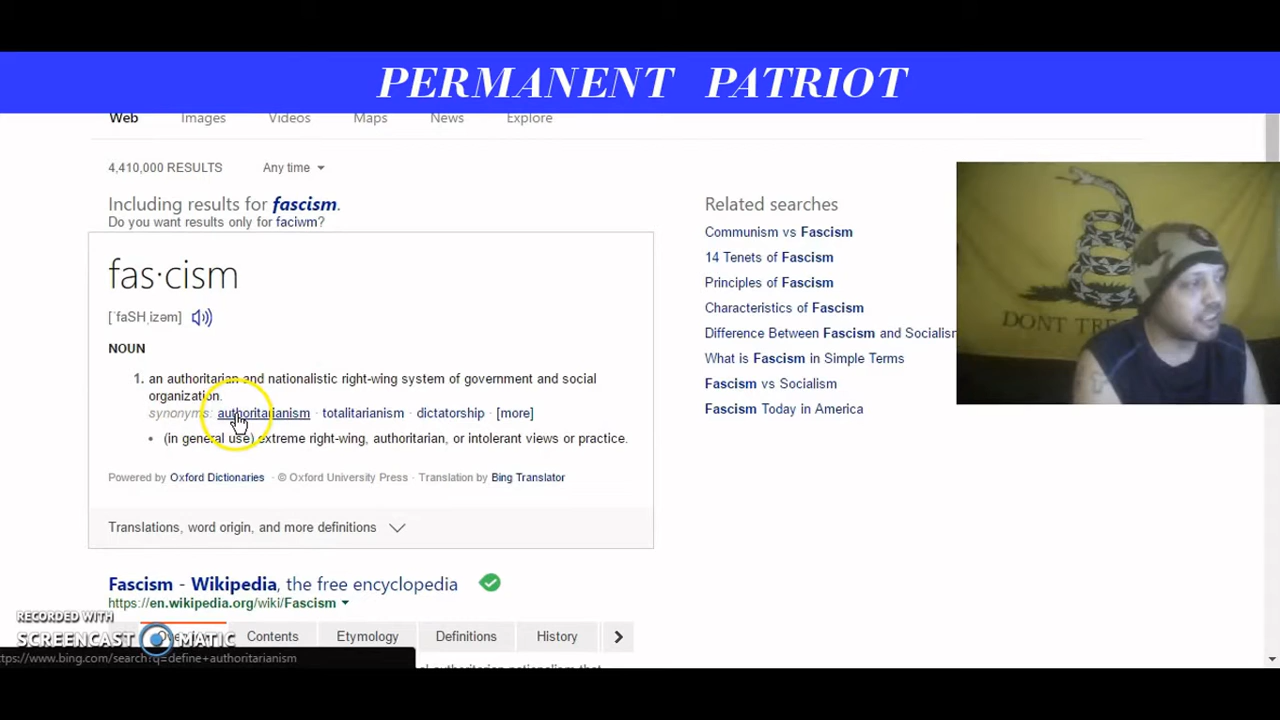 PERMANENT PATRIOT
Web Images Videos Maps News Explore
4,410,000 RESULTS Any time
Including results for fascism.
Do you want results only for faciwm?
fas·cism
[ˈfaSHˌizəm]
NOUN
1. an authoritarian and nationalistic right-wing system of government and social
organization.
synonyms: authoritarianism · totalitarianism · dictatorship · [more]
• (in general use) extreme right-wing, authoritarian, or intolerant views or practice.
Powered by Oxford Dictionaries · © Oxford University Press · Translation by Bing Translator
Translations, word origin, and more definitions
Fascism - Wikipedia, the free encyclopedia
https://en.wikipedia.org/wiki/Fascism
Contents Etymology Definitions History
Related searches
Communism vs Fascism
14 Tenets of Fascism
Principles of Fascism
Characteristics of Fascism
Difference Between Fascism and Socialism
What is Fascism in Simple Terms
Fascism vs Socialism
Fascism Today in America
DONT TRE
RECORDED WITH
SCREENCAST MATIC
ttps://www.bing.com/search?q=define+authoritarianism